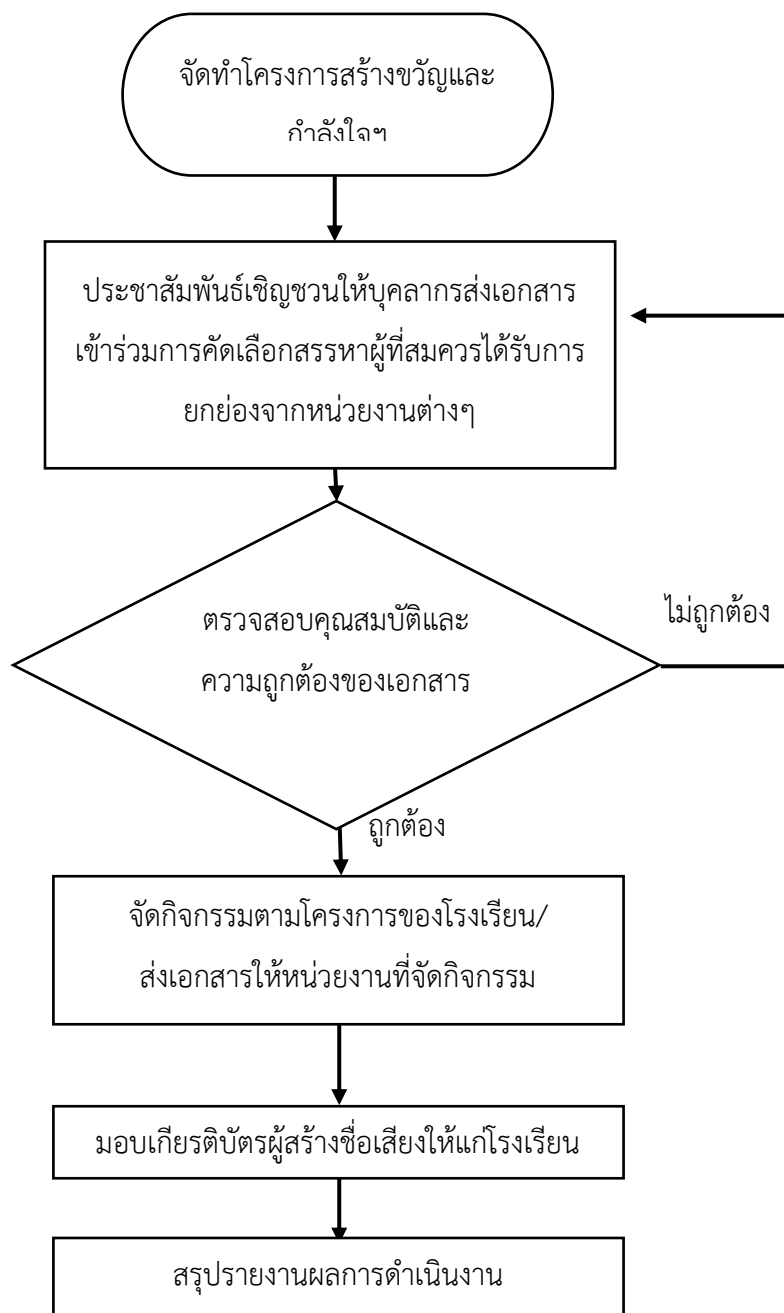 จัดทำโครงการสร้างขวัญและ
กำลังใจฯ
ประชาสัมพันธ์เชิญชวนให้บุคลากรส่งเอกสาร
เข้าร่วมการคัดเลือกสรรหาผู้ที่สมควรได้รับการ
ยกย่องจากหน่วยงานต่างๆ
ตรวจสอบคุณสมบัติและ
ความถูกต้องของเอกสาร
ไม่ถูกต้อง
ถูกต้อง
จัดกิจกรรมตามโครงการของโรงเรียน/
ส่งเอกสารให้หน่วยงานที่จัดกิจกรรม
มอบเกียรติบัตรผู้สร้างชื่อเสียงให้แก่โรงเรียน
สรุปรายงานผลการดำเนินงาน